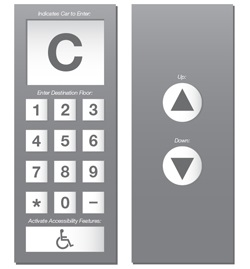 Indicates Car to Enter:
C
Enter Destination Floor:
1 2 3
4 5 6
7 8 9
* 0 –
Activate Accessibility Features:
Up:
Down: